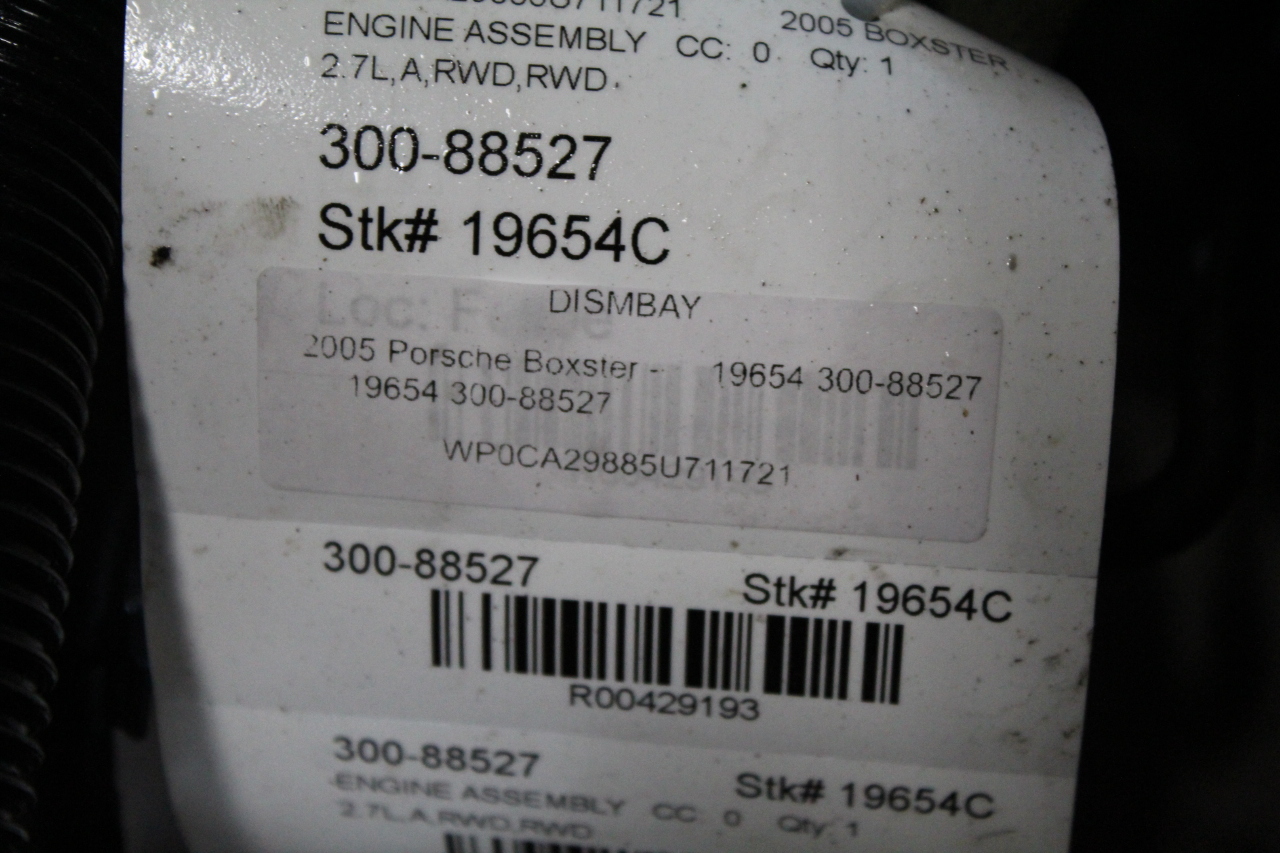 2005 BOXSTER
ENGINE ASSEMBLY CC: 0 Qty: 1
2.7L,A,RWD,RWD
300-88527
Stk# 19654C
Loc:
DISMBAY
2005 Porsche Boxster - 19654 300-88527
19654 300-88527
WP0CA29885U711721
300-88527 Stk# 19654C
R00429193
300-88527 Stk# 19654C
ENGINE ASSEMBLY CC: 0 Qty: 1
2.7L,A,RWD,RWD